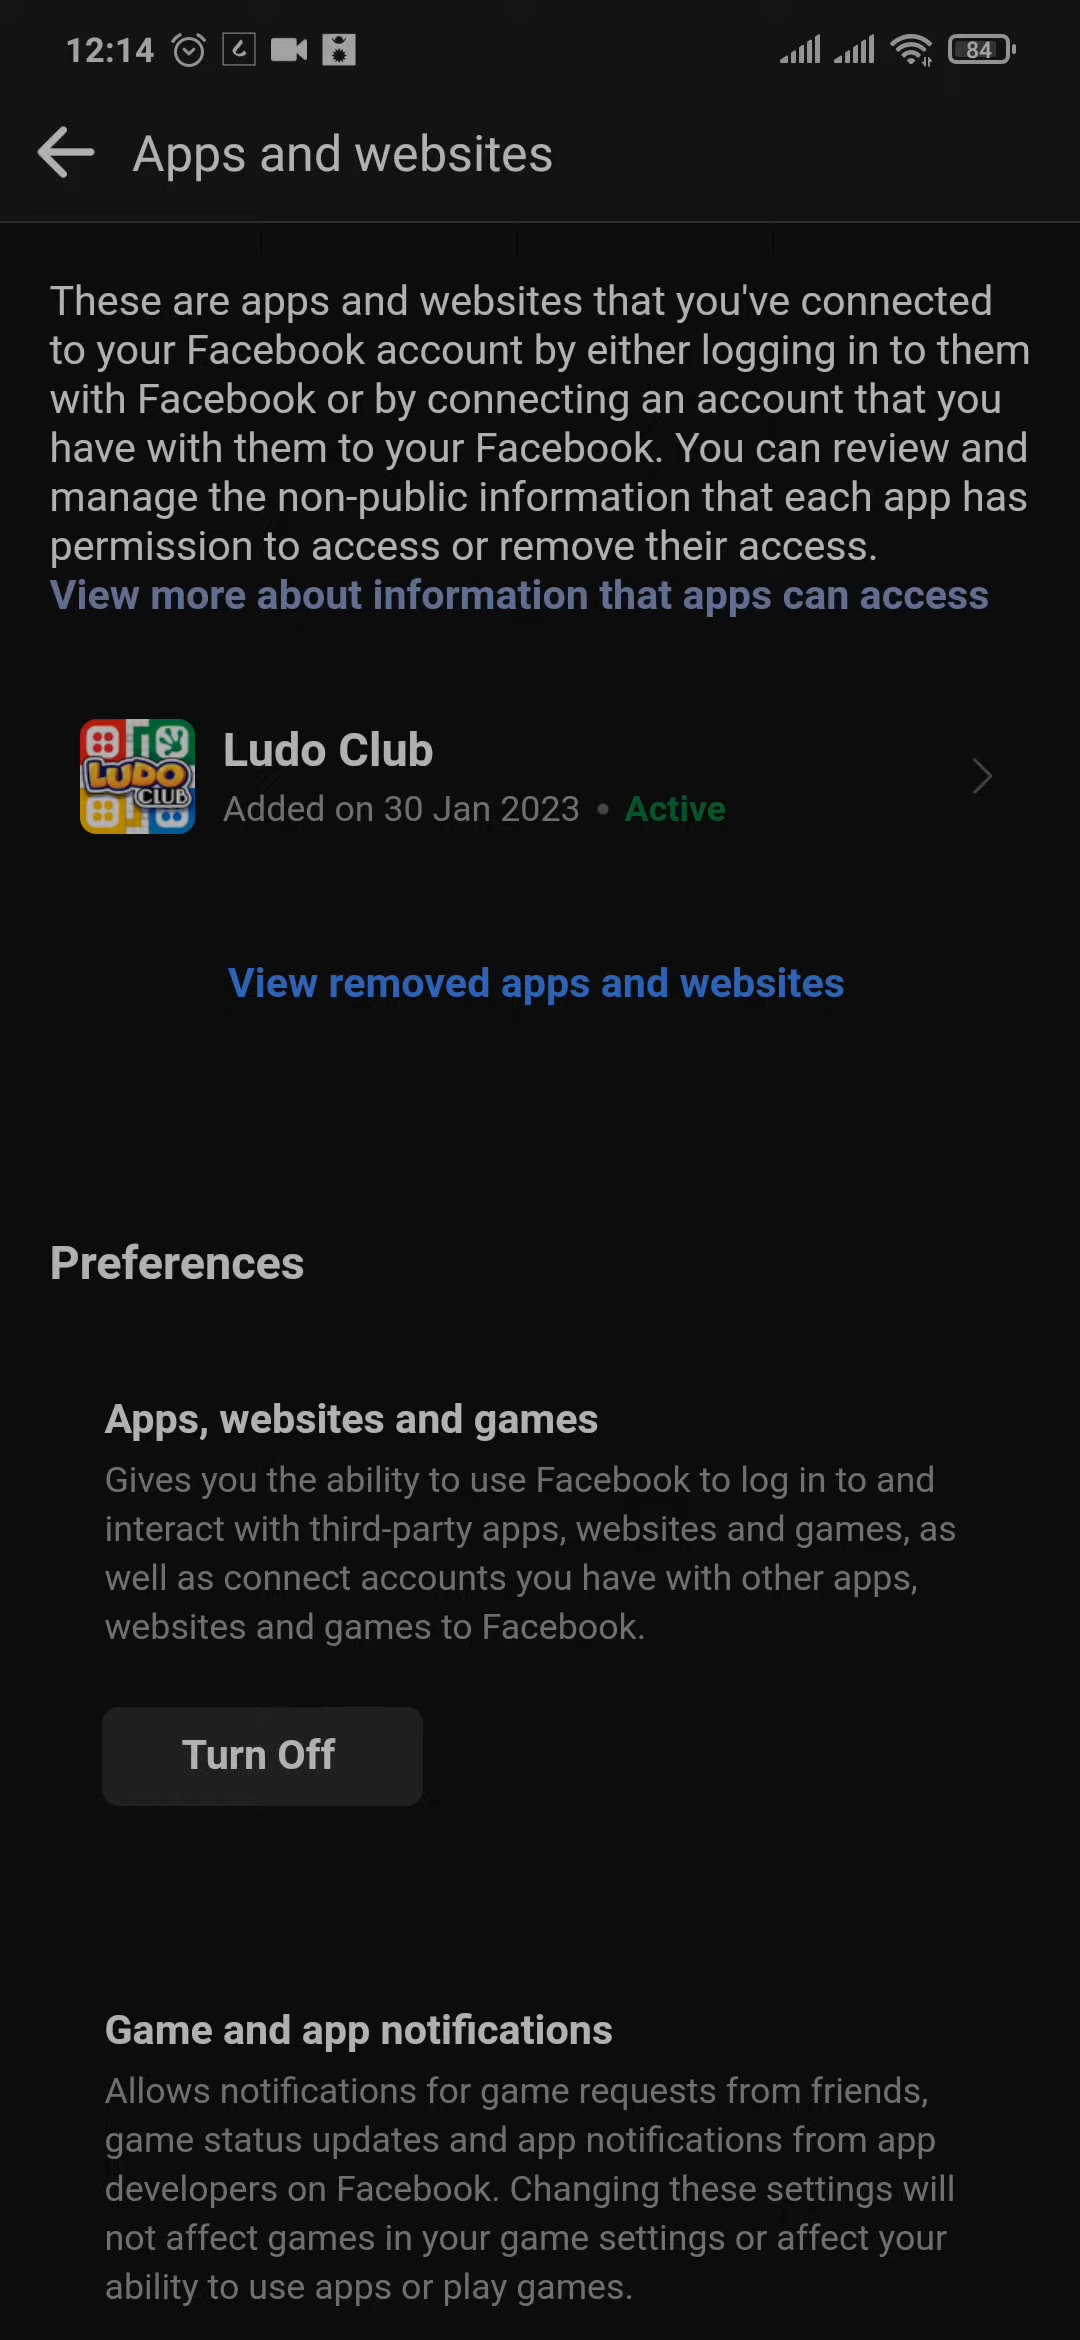 12:14
84
Apps and websites
These are apps and websites that you've connected
to your Facebook account by either logging in to them
with Facebook or by connecting an account that you
have with them to your Facebook. You can review and
manage the non-public information that each app has
permission to access or remove their access.
View more about information that apps can access
LUDO
CLUB
Ludo Club
Added on 30 Jan 2023 • Active
View removed apps and websites
Preferences
Apps, websites and games
Gives you the ability to use Facebook to log in to and
interact with third-party apps, websites and games, as
well as connect accounts you have with other apps,
websites and games to Facebook.
Turn Off
Game and app notifications
Allows notifications for game requests from friends,
game status updates and app notifications from app
developers on Facebook. Changing these settings will
not affect games in your game settings or affect your
ability to use apps or play games.